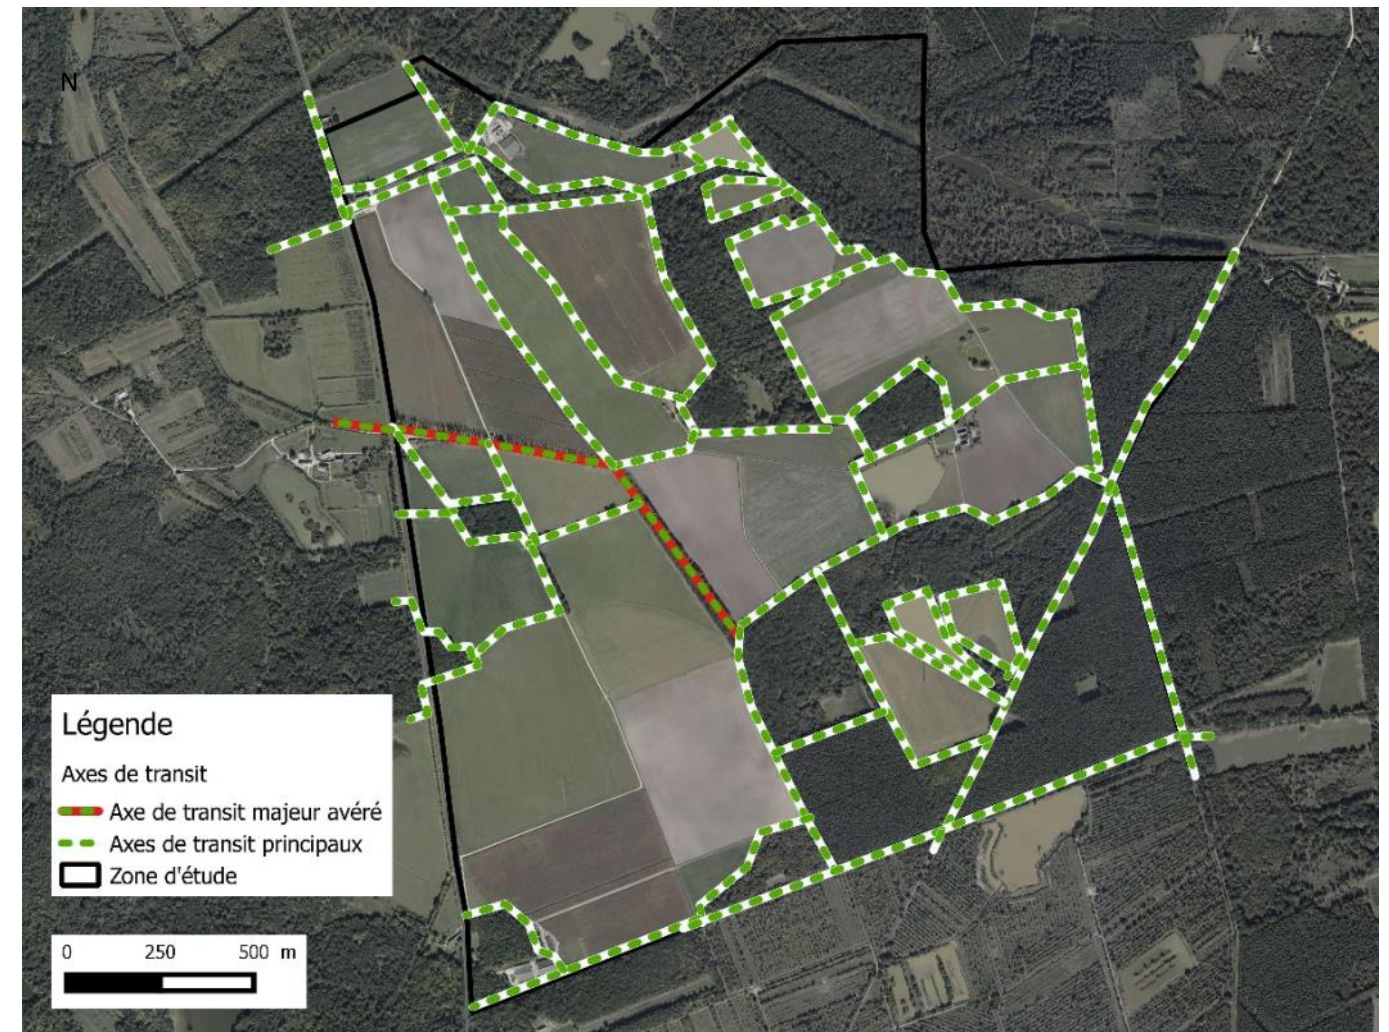 N
Légende
Axes de transit
Axe de transit majeur avéré
Axes de transit principaux
Zone d'étude
0 250 500 m